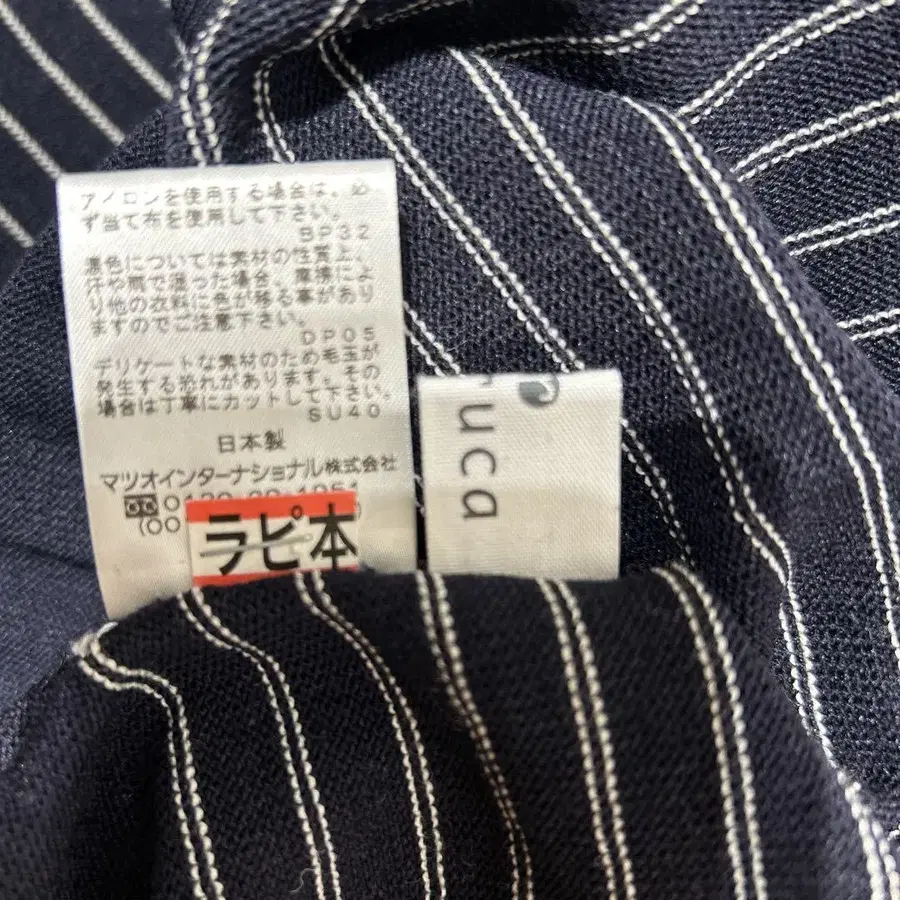 アイロンを使用する場合は、必
ず当て布を使用して下さい。
BP32
濃色については素材の性質上、
汗や雨で湿った場合、摩擦によ
り他の衣料に色が移る事があり
ますのでご注意下さい。
DP05
デリケートな素材のため毛玉が
発生する恐れがあります。その
場合は丁寧にカットして下さい。
SU40
日本製
マツオインターナショナル株式会社
(00
ラピ本
uca